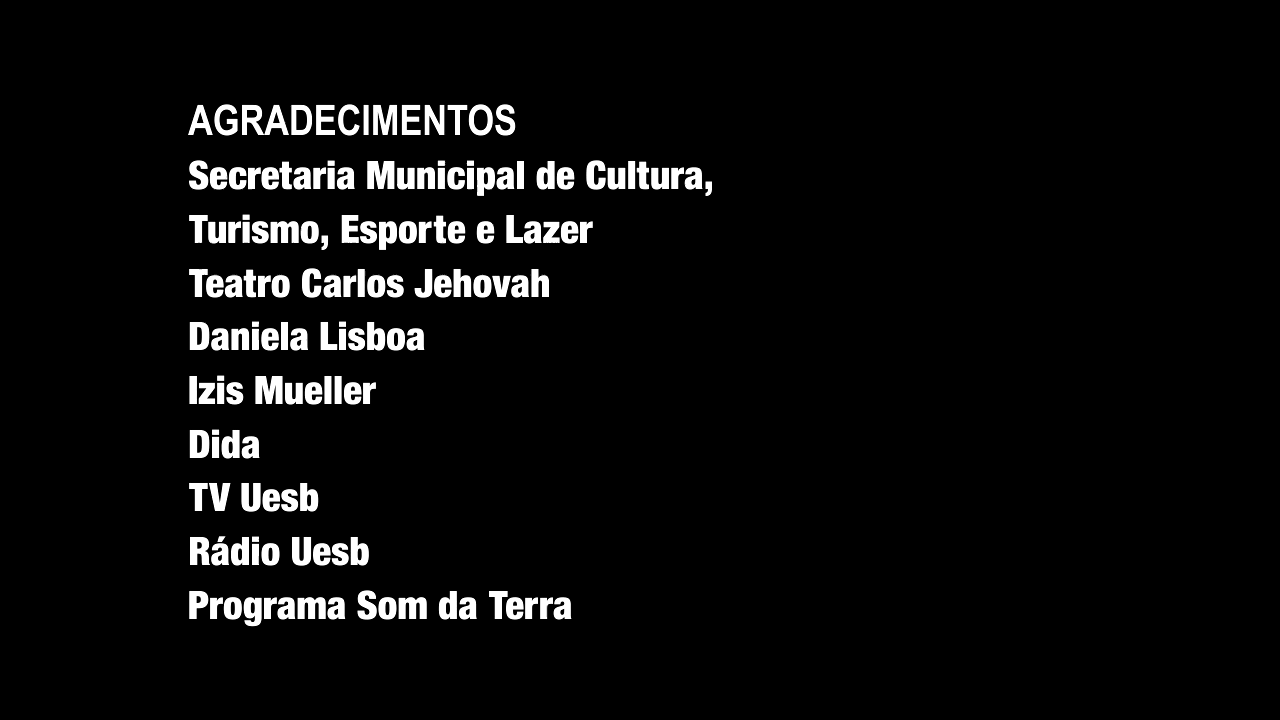 AGRADECIMENTOS
Secretaria Municipal de Cultura,
Turismo, Esporte e Lazer
Teatro Carlos Jehovah
Daniela Lisboa
Izis Mueller
Dida
TV Uesb
Rádio Uesb
Programa Som da Terra